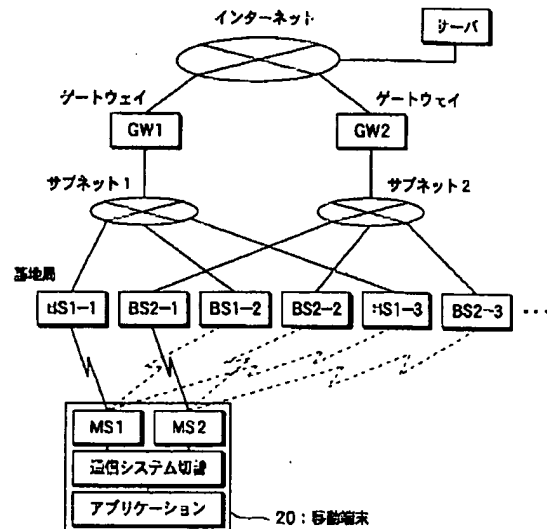 インターネット
サーバ
ゲートウェイ
ゲートウェイ
GW1
GW2
サブネット1
サブネット2
基地局
BS1-1
BS2-1
BS1-2
BS2-2
BS1-3
BS2-3
...
MS1
MS2
通信システム切替
アプリケーション
20：移動端末